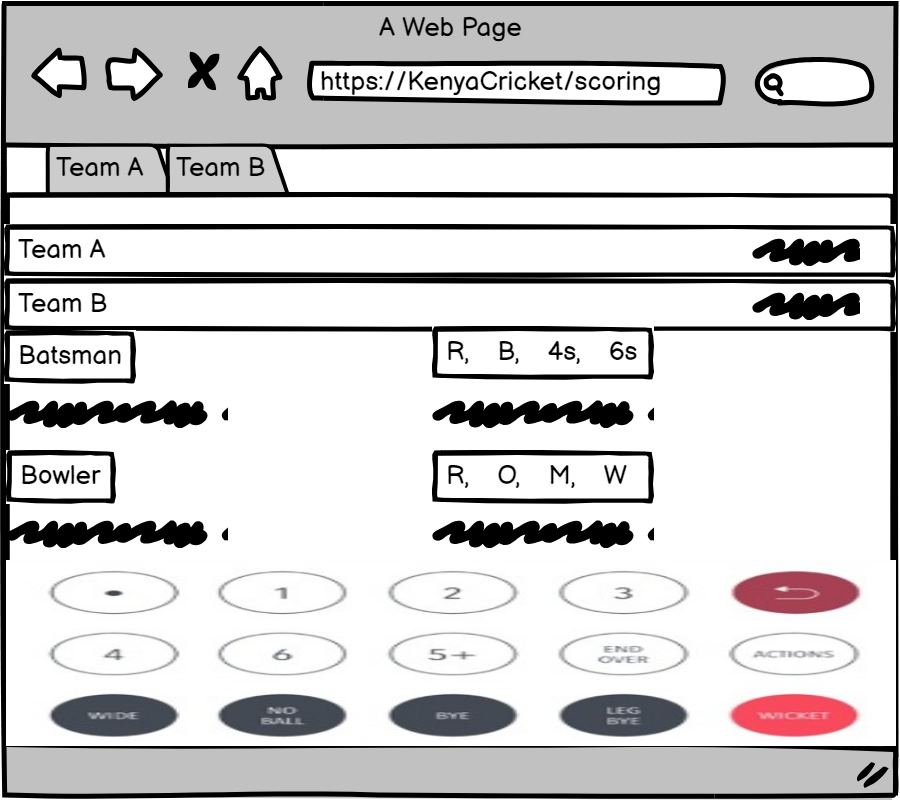 A Web Page
https://KenyaCricket/scoring
Team A Team B
Team A
Team B
Batsman R, B, 4s, 6s
Bowler R, O, M, W
• 1 2 3
4 6 5+ END OVER ACTIONS
WIDE NO BALL BYE LEG BYE WICKET